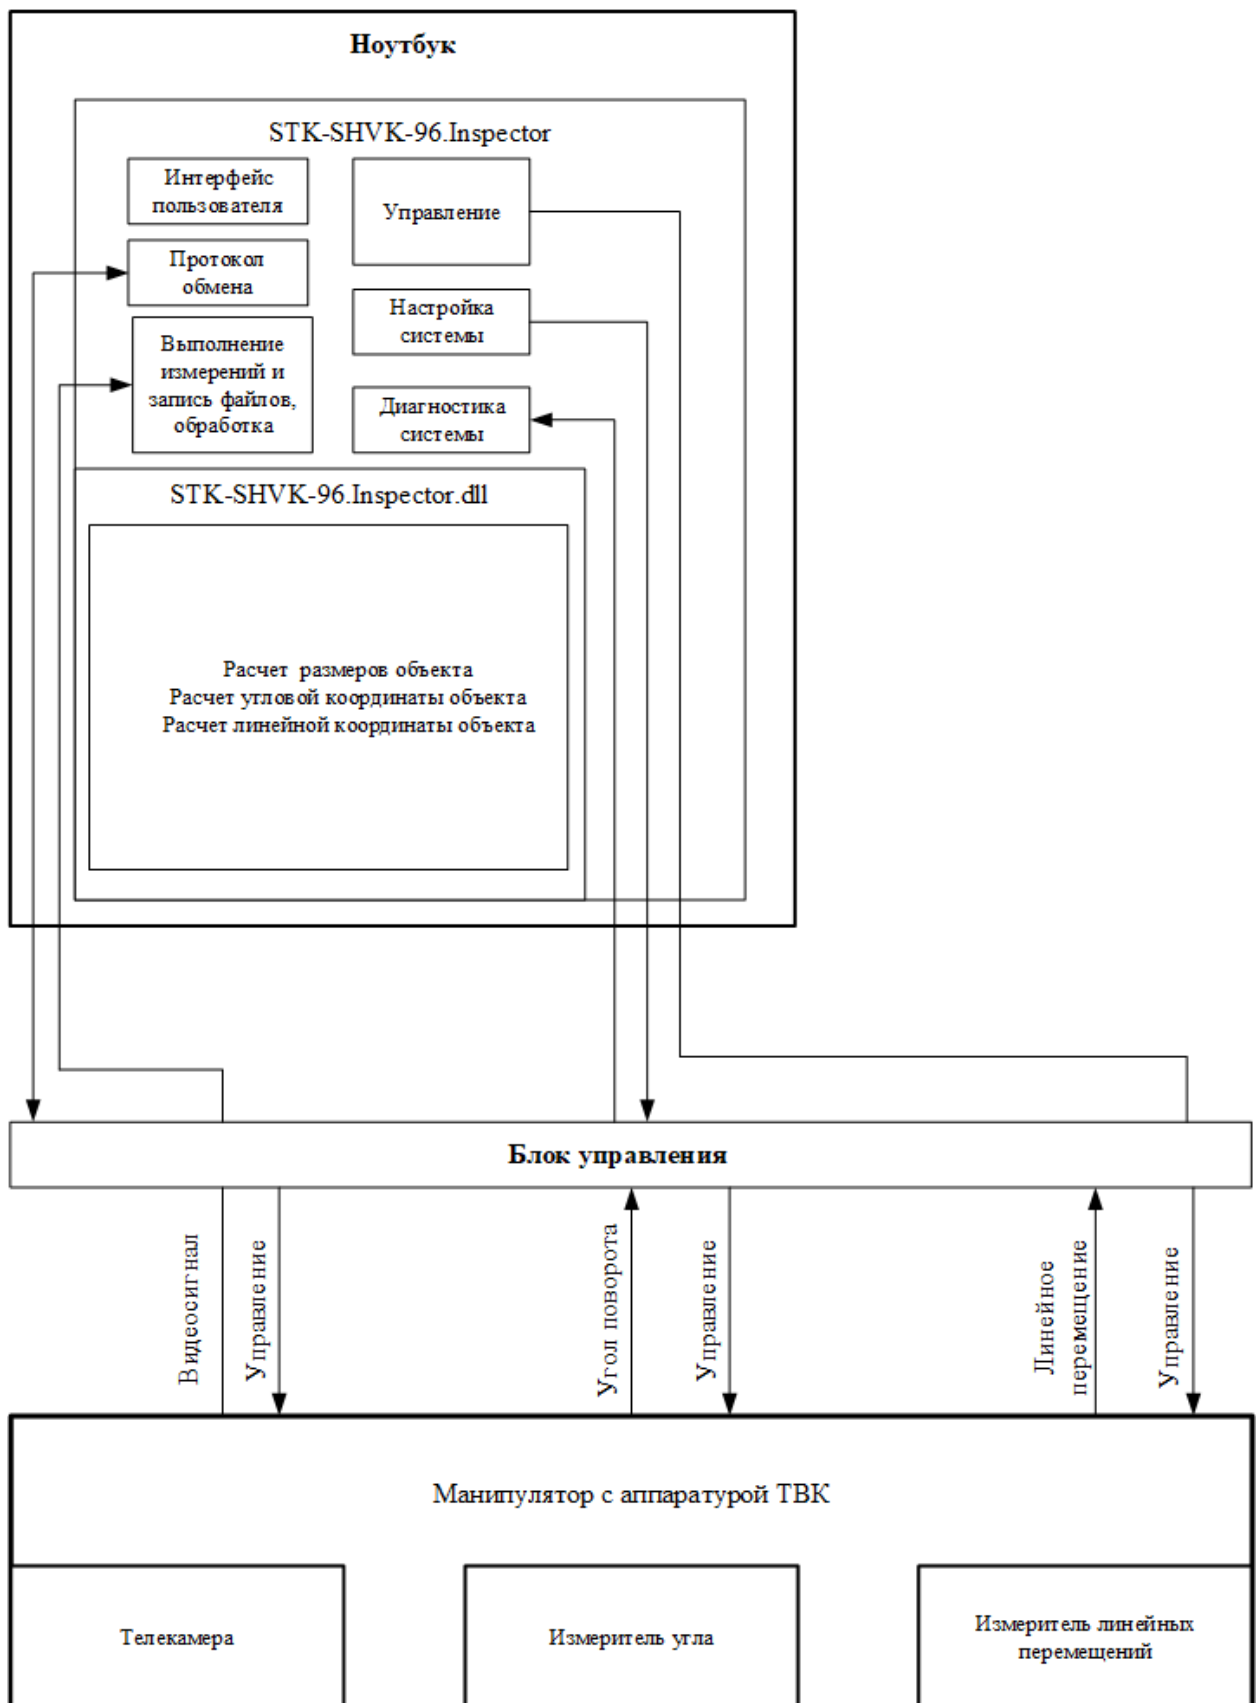 Ноутбук
STK-SHVK-96.Inspector
Интерфейс
пользователя
Управление
Протокол
обмена
Настройка
системы
Выполнение
измерений и
запись файлов,
обработка
Диагностика
системы
STK-SHVK-96.Inspector.dll
Расчет размеров объекта
Расчет угловой координаты объекта
Расчет линейной координаты объекта
Блок управления
Видеосигнал
Управление
Угол поворота
Управление
Линейное
перемещение
Управление
Манипулятор с аппаратурой ТВК
Телекамера
Измеритель угла
Измеритель линейных
перемещений